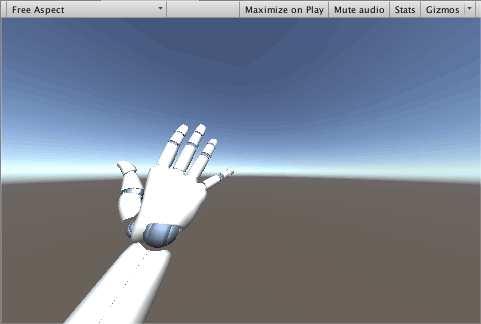 Free Aspect
Maximize on Play Mute audio Stats Gizmos